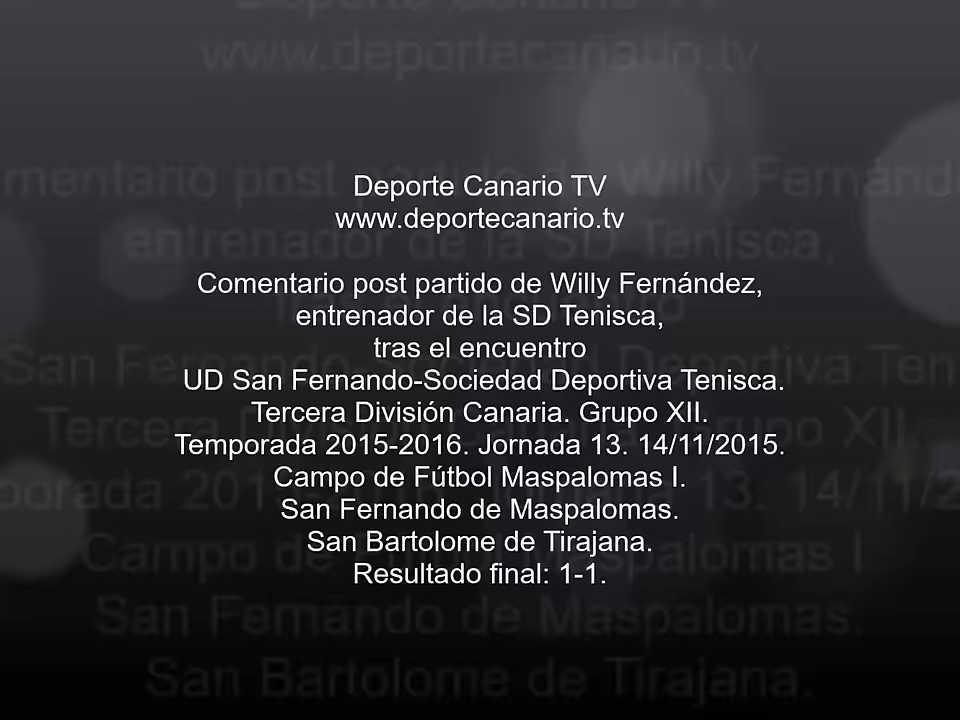 Deporte Canario TV
www.deportecanario.tv
Comentario post partido de Willy Fernández,
entrenador de la SD Tenisca,
tras el encuentro
UD San Fernando-Sociedad Deportiva Tenisca.
Tercera División Canaria. Grupo XII.
Temporada 2015-2016. Jornada 13. 14/11/2015.
Campo de Fútbol Maspalomas I.
San Fernando de Maspalomas.
San Bartolome de Tirajana.
Resultado final: 1-1.